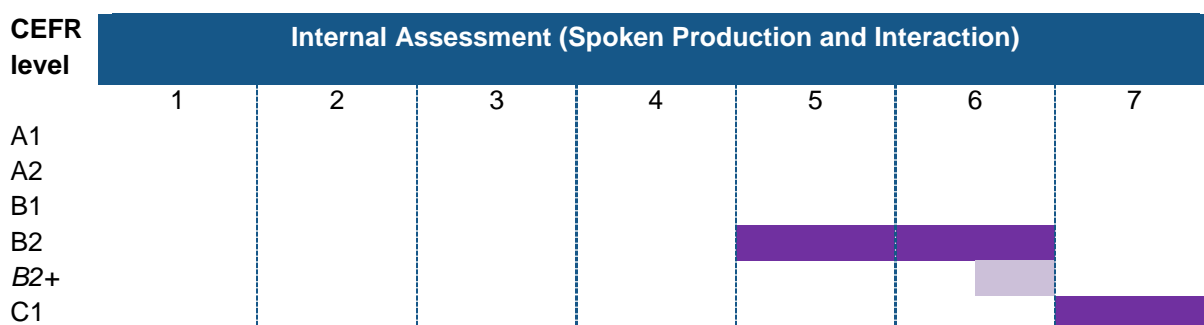 CEFR level
Internal Assessment (Spoken Production and Interaction)
1 2 3 4 5 6 7
A1
A2
B1
B2
B2+
C1